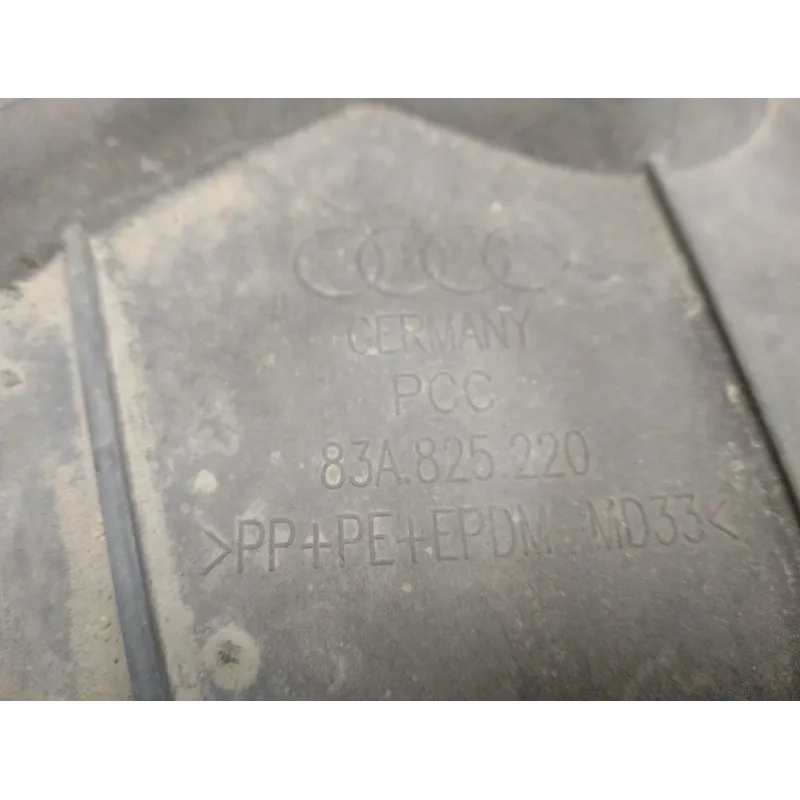 GERMANY
PCC
83A.825.220
>PP+PE+EPDM-MD33<